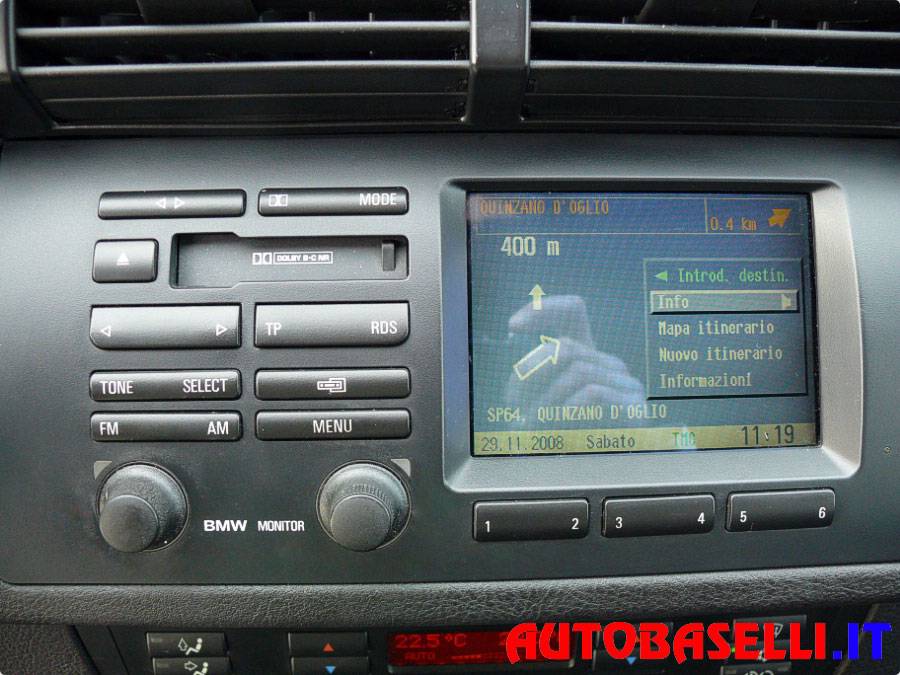 MODE
DOLBY B-C NR
TP RDS
TONE SELECT
FM AM
MENU
BMW MONITOR
QUINZANO D'OGLIO
0.4 km
400 m
Introd. destin.
Info
Mapa itinerario
Nuovo itinerario
Informazioni
SP64, QUINZANO D'OGLIO
29.11.2008 Sabato TMC 11:19
1 2 3 4 5 6
22.5°C
AUTO
AUTOBASELLI.IT